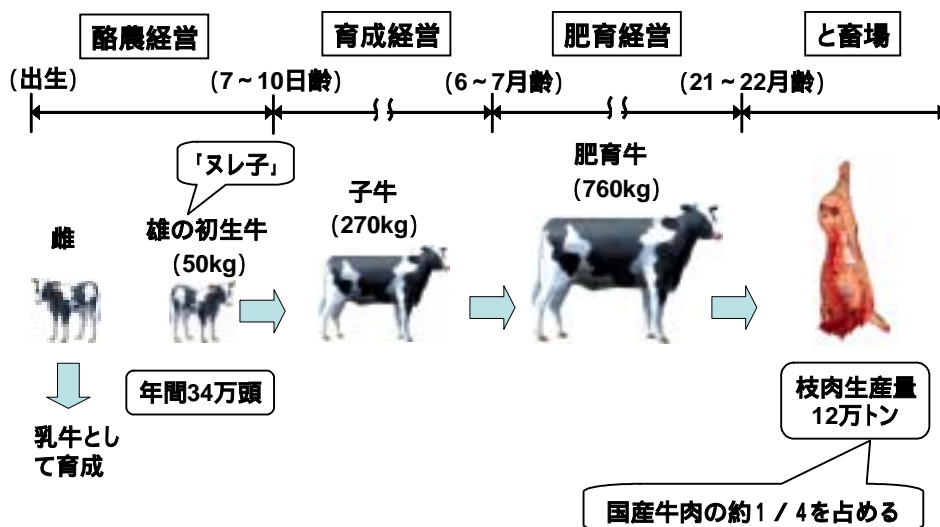 酪農経営
育成経営
肥育経営
と畜場
(出生)
(7～10日齢)
(6～7月齢)
(21～22月齢)
「ヌレ子」
雌
雄の初生牛
(50kg)
子牛
(270kg)
肥育牛
(760kg)
年間34万頭
乳牛とし
て育成
枝肉生産量
12万トン
国産牛肉の約1/4を占める